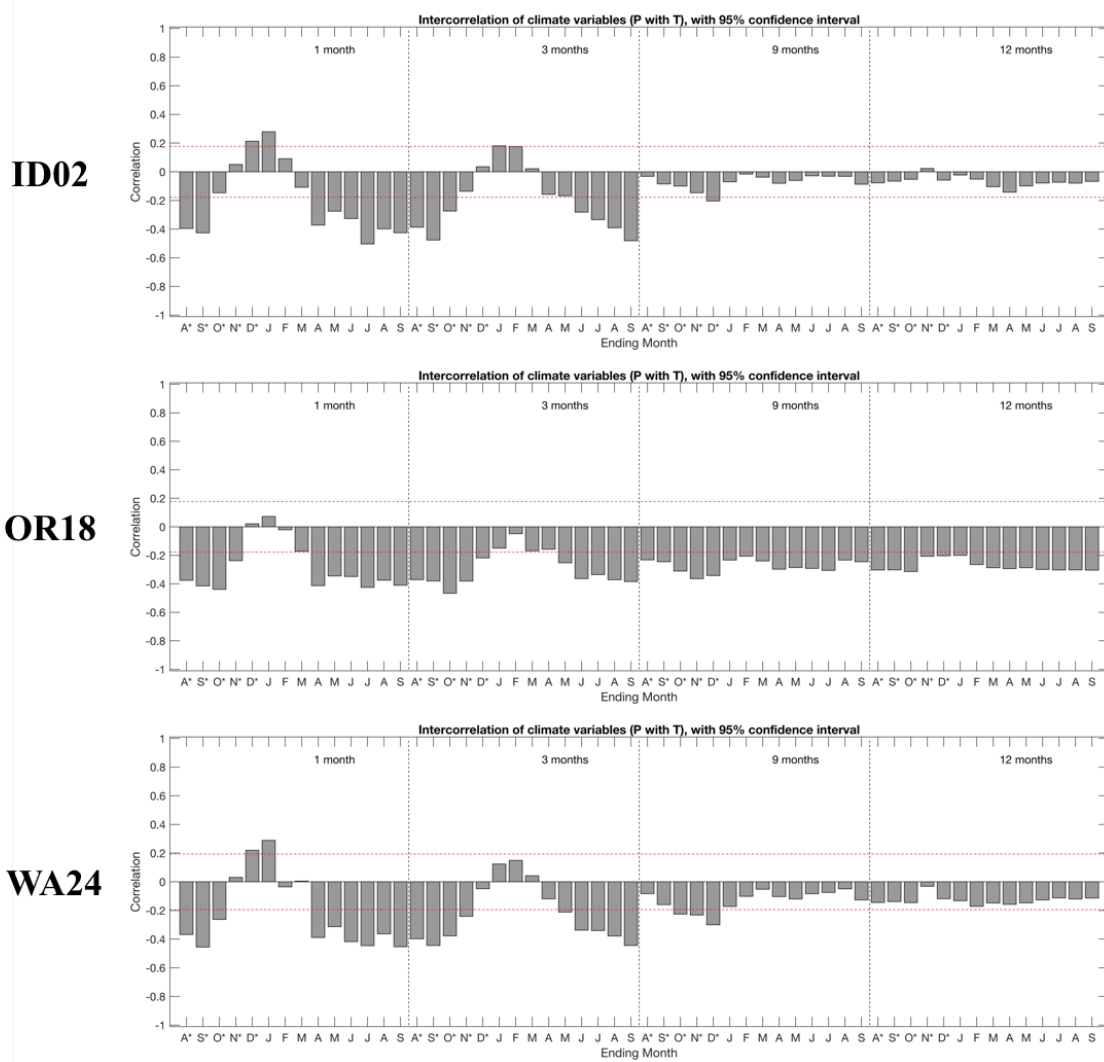 Intercorrelation of climate variables (P with T), with 95% confidence interval
1 month 3 months 9 months 12 months
1
0.8
0.6
0.4
0.2
0
-0.2
-0.4
-0.6
-0.8
-1
Correlation
ID02
A* S* O* N* D* J F M A M J J A S A* S* O* N* D* J F M A M J J A S A* S* O* N* D* J F M A M J J A S A* S* O* N* D* J F M A M J J A S
Ending Month
Intercorrelation of climate variables (P with T), with 95% confidence interval
1 month 3 months 9 months 12 months
1
0.8
0.6
0.4
0.2
0
-0.2
-0.4
-0.6
-0.8
-1
Correlation
OR18
A* S* O* N* D* J F M A M J J A S A* S* O* N* D* J F M A M J J A S A* S* O* N* D* J F M A M J J A S A* S* O* N* D* J F M A M J J A S
Ending Month
Intercorrelation of climate variables (P with T), with 95% confidence interval
1 month 3 months 9 months 12 months
1
0.8
0.6
0.4
0.2
0
-0.2
-0.4
-0.6
-0.8
-1
Correlation
WA24
A* S* O* N* D* J F M A M J J A S A* S* O* N* D* J F M A M J J A S A* S* O* N* D* J F M A M J J A S A* S* O* N* D* J F M A M J J A S
Ending Month